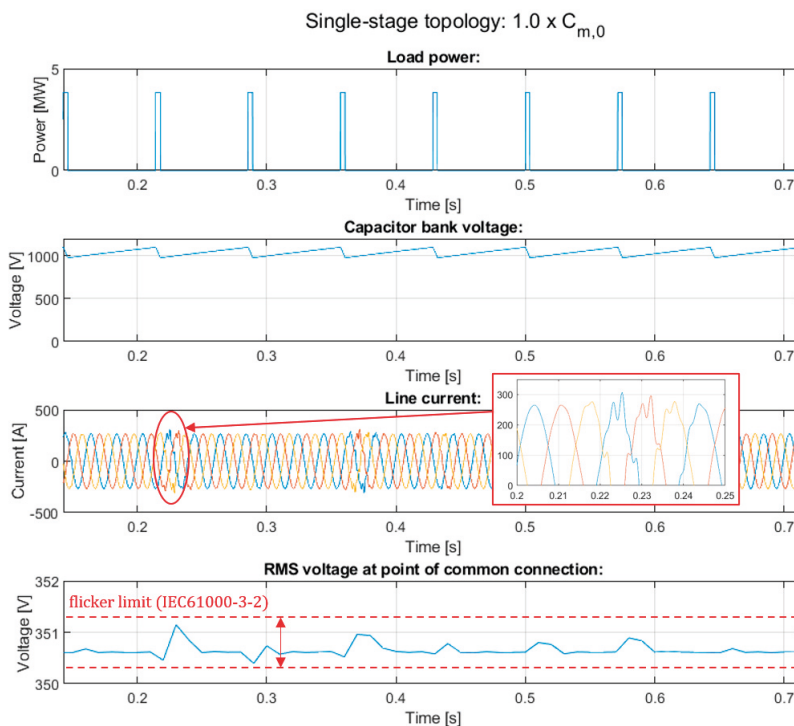 Single-stage topology: 1.0 x Cm,0
Load power:
5
0
Power [MW]
0.2 0.3 0.4 0.5 0.6 0.7
Time [s]
Capacitor bank voltage:
1000
500
0
Voltage [V]
0.2 0.3 0.4 0.5 0.6 0.7
Time [s]
Line current:
500
0
-500
Current [A]
300
200
100
0
0.2 0.21 0.22 0.23 0.24 0.25
0.2 0.3 0.4 0.5 0.6 0.7
Time [s]
RMS voltage at point of common connection:
352
351
350
Voltage [V]
flicker limit (IEC61000-3-2)
0.2 0.3 0.4 0.5 0.6 0.7
Time [s]